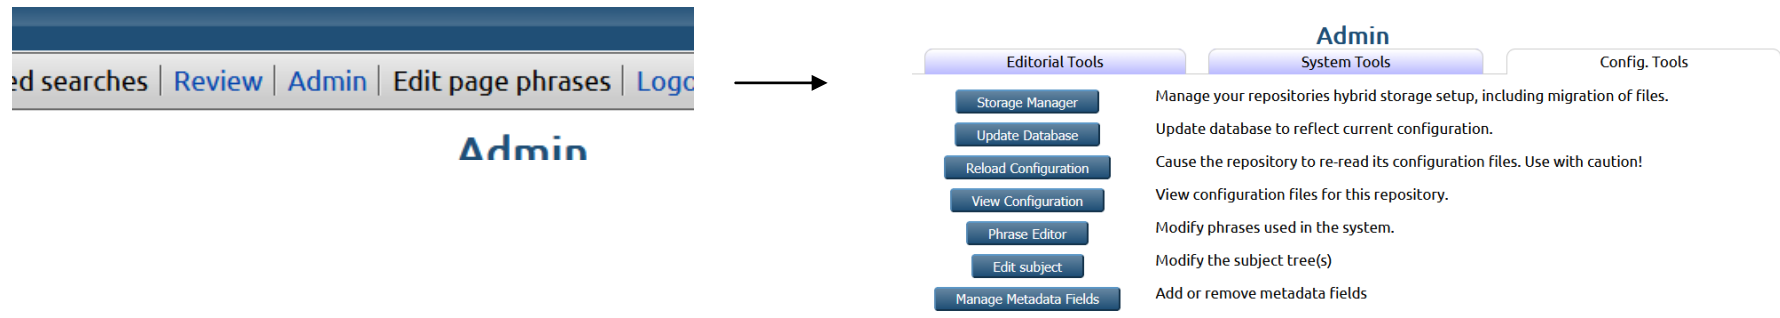 ed searches | Review | Admin | Edit page phrases | Logo
Admin
Admin
Editorial Tools System Tools Config. Tools
Storage Manager Manage your repositories hybrid storage setup, including migration of files.
Update Database Update database to reflect current configuration.
Reload Configuration Cause the repository to re-read its configuration files. Use with caution!
View Configuration View configuration files for this repository.
Phrase Editor Modify phrases used in the system.
Edit subject Modify the subject tree(s)
Manage Metadata Fields Add or remove metadata fields